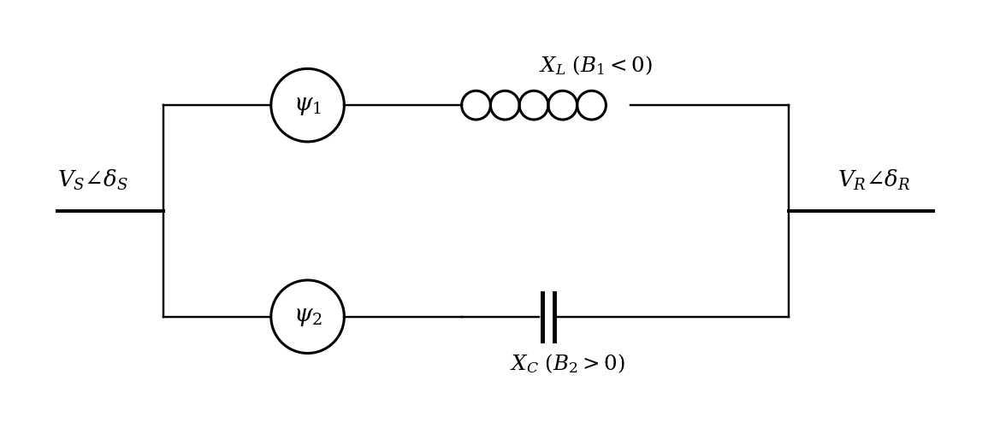 X_L (B_1 < 0)
ψ_1
V_S∠δ_S
V_R∠δ_R
ψ_2
X_C (B_2 > 0)